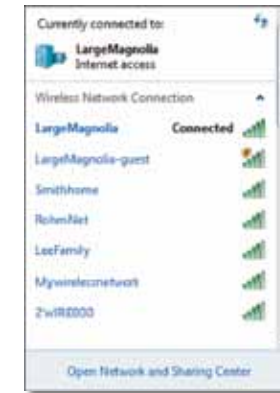 Currently connected to:
LargeMagnolia
Internet access
Wireless Network Connection
LargeMagnolia Connected
LargeMagnolia-guest
Smithhome
RohmNet
LeeFamily
Mywirelessnetwork
2WIRE000
Open Network and Sharing Center